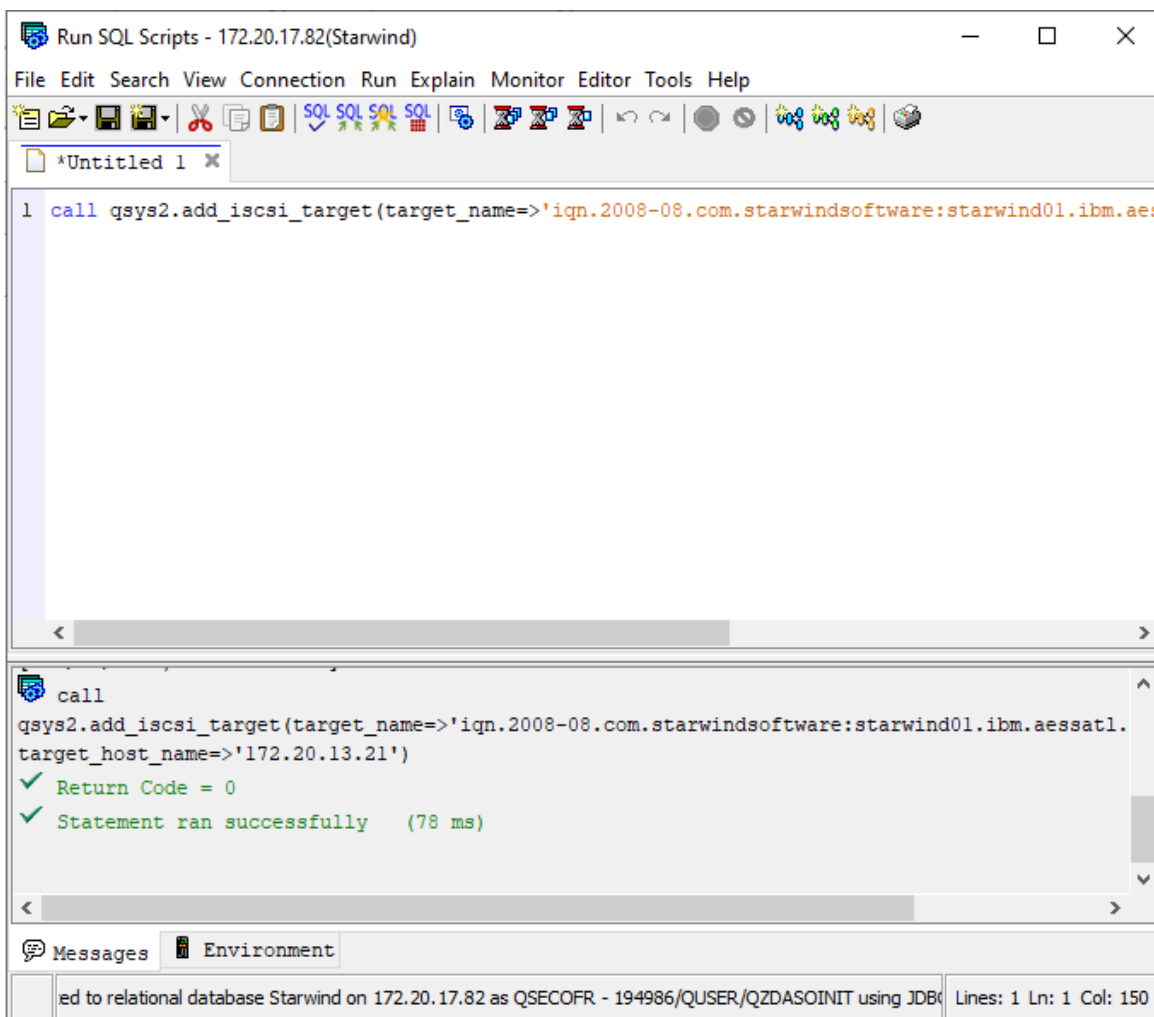 Run SQL Scripts - 172.20.17.82(Starwind)
File Edit Search View Connection Run Explain Monitor Editor Tools Help
SQL SQL SQL SQL
*Untitled 1
1 call qsys2.add_iscsi_target(target_name=>'iqn.2008-08.com.starwindsoftware:starwind01.ibm.aes
call
qsys2.add_iscsi_target(target_name=>'iqn.2008-08.com.starwindsoftware:starwind01.ibm.aessatl.
target_host_name=>'172.20.13.21')
Return Code = 0
Statement ran successfully (78 ms)
Messages Environment
ed to relational database Starwind on 172.20.17.82 as QSECOFR - 194986/QUSER/QZDASOINIT using JDB Lines: 1 Ln: 1 Col: 150